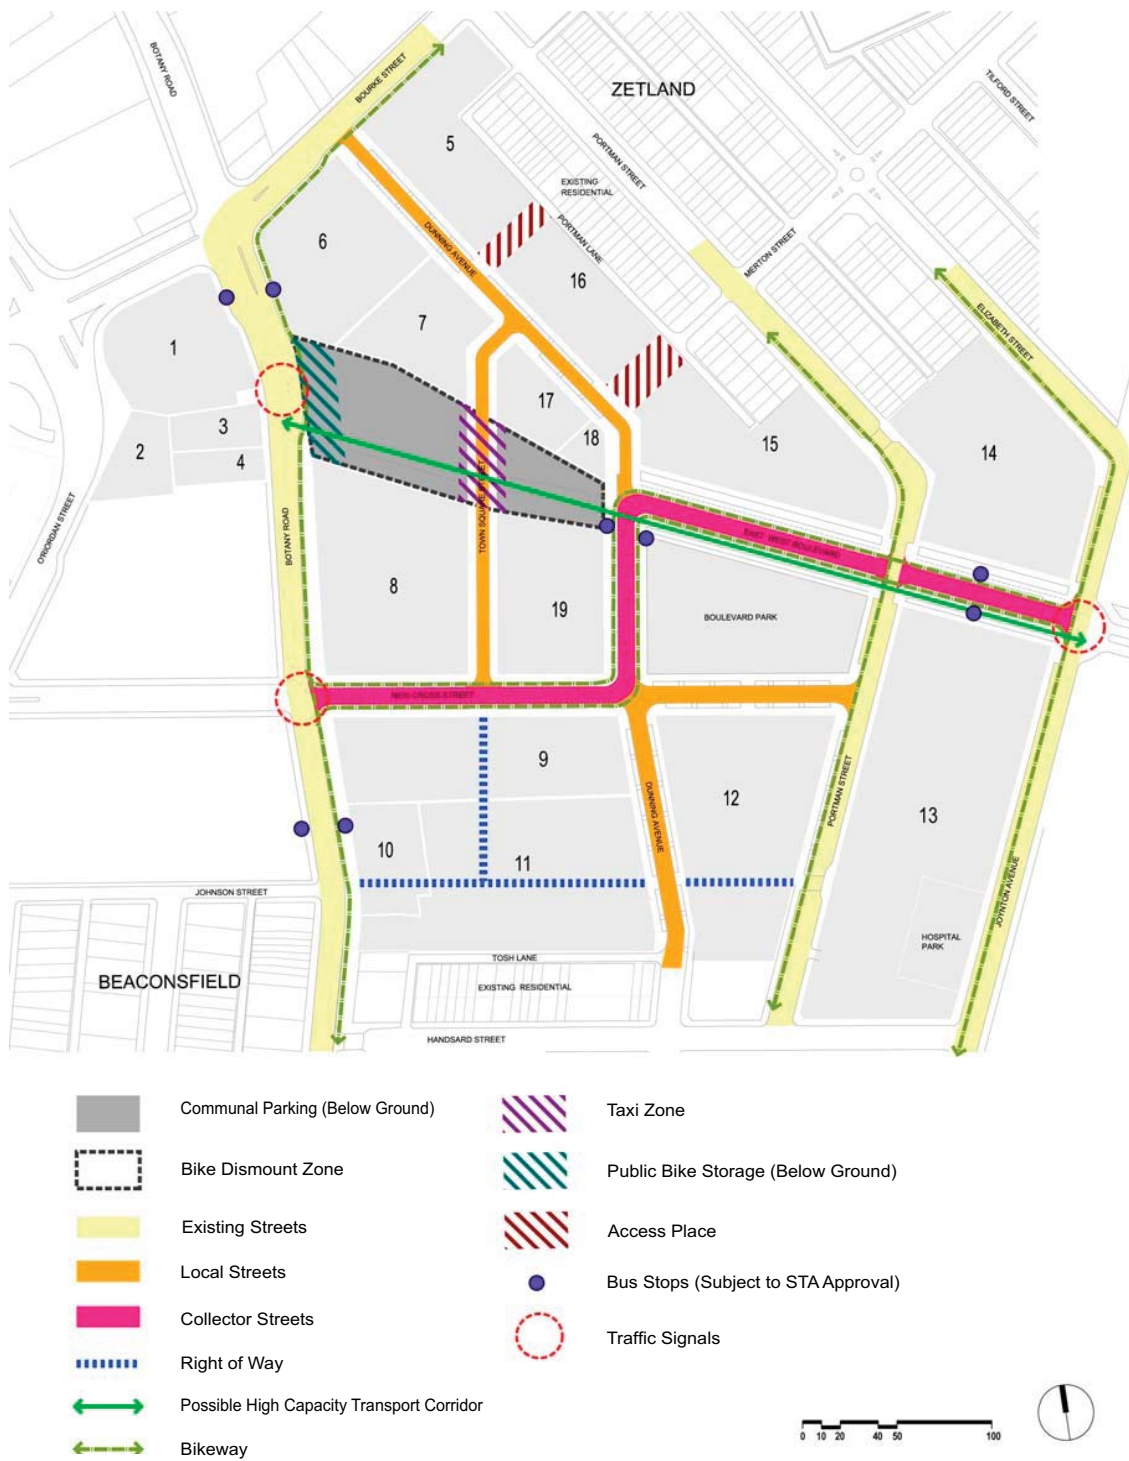 BOTANY ROAD
BOURKE STREET
ZETLAND
TILFORD STREET
5
PORTMAN STREET
EXISTING
RESIDENTIAL
PORTMAN LANE
6
DUNNING AVENUE
MERTON STREET
16
ELIZABETH STREET
7
1
17
3
18
15
14
2
4
O'RIORDAN STREET
BOTANY ROAD
TOWN SQUARE STREET
EAST WEST BOULEVARD
8
19
BOULEVARD PARK
NEW CROSS STREET
9
12
DUNNING AVENUE
PORTMAN STREET
13
10
11
JOHNSON STREET
JOYNTON AVENUE
HOSPITAL
PARK
TOSH LANE
BEACONSFIELD
EXISTING RESIDENTIAL
HANDSARD STREET
Communal Parking (Below Ground)
Bike Dismount Zone
Existing Streets
Local Streets
Collector Streets
Right of Way
Possible High Capacity Transport Corridor
Bikeway
Taxi Zone
Public Bike Storage (Below Ground)
Access Place
Bus Stops (Subject to STA Approval)
Traffic Signals
0 10 20 40 50 100